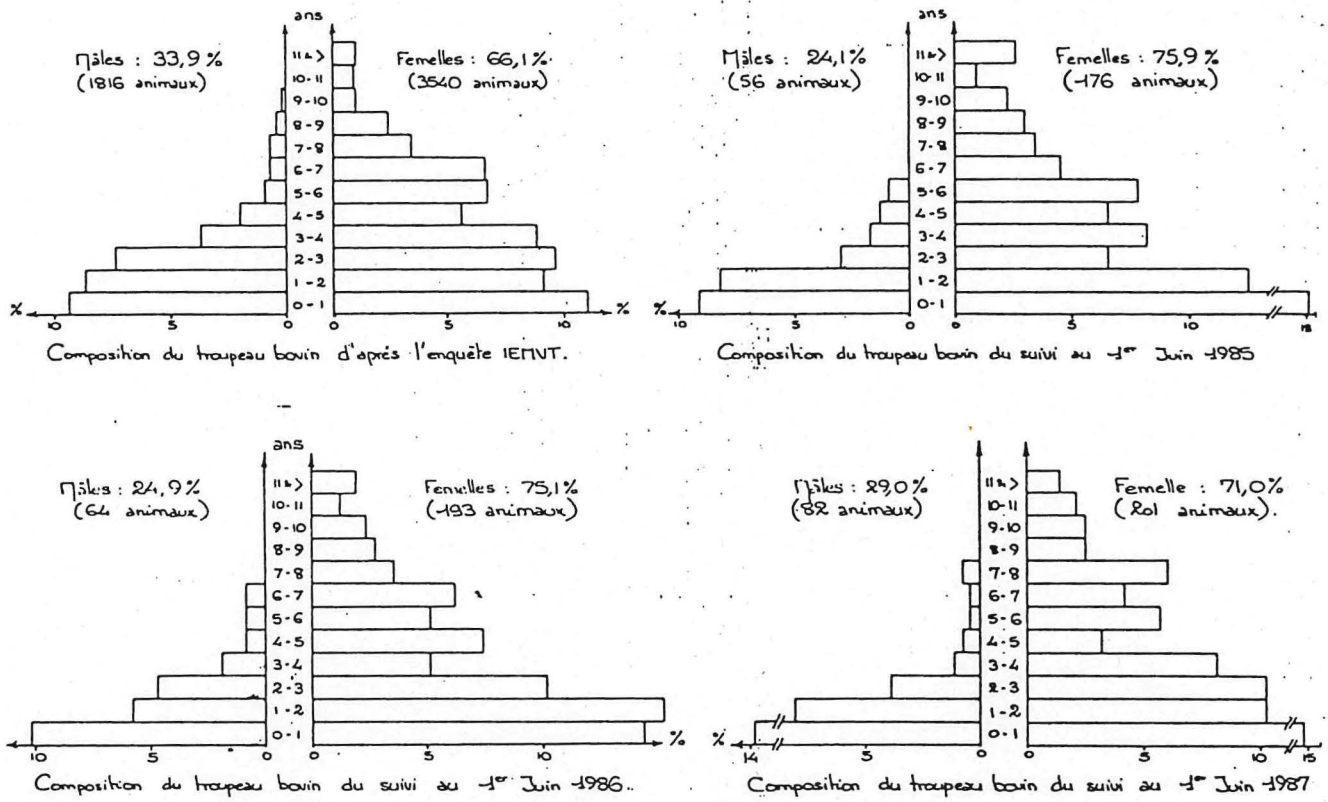 ans
Mâles : 33,9%
(1816 animaux)
Femelles : 66,1%
(3540 animaux)
11&>
10-11
9-10
8-9
7-8
6-7
5-6
4-5
3-4
2-3
1-2
0-1
% 10 5 0 0 5 10 %
Composition du troupeau bovin d'après l'enquête IEMVT.
ans
Mâles : 24,1%
(56 animaux)
Femelles : 75,9%
(176 animaux)
11&>
10-11
9-10
8-9
7-8
6-7
5-6
4-5
3-4
2-3
1-2
0-1
% 10 5 0 0 5 10
Composition du troupeau bovin du suivi au 1er Juin 1985
ans
Mâles : 24,9%
(64 animaux)
Femelles : 75,1%
(193 animaux)
11&>
10-11
9-10
8-9
7-8
6-7
5-6
4-5
3-4
2-3
1-2
0-1
10 5 0 0 5 10 %
Composition du troupeau bovin du suivi au 1er Juin 1986..
Mâles : 29,0%
(82 animaux)
Femelle : 71,0%
(201 animaux).
11&>
10-11
9-10
8-9
7-8
6-7
5-6
4-5
3-4
2-3
1-2
0-1
% 14 5 0 0 5 10 15
Composition du troupeau bovin du suivi au 1er Juin 1987